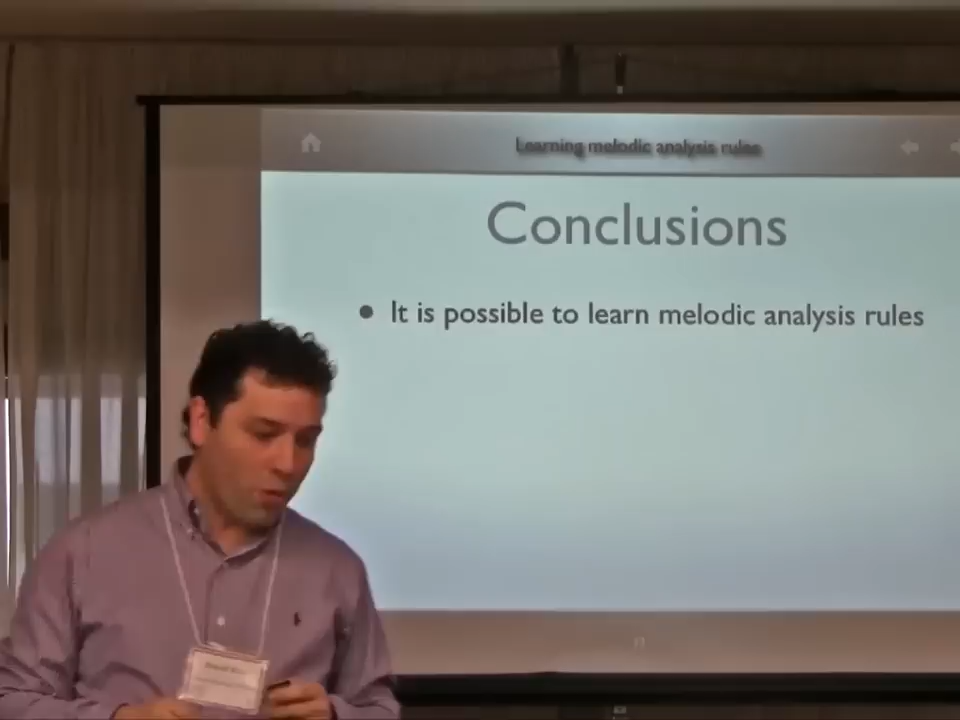 Learning melodic analysis rules
Conclusions
• It is possible to learn melodic analysis rules